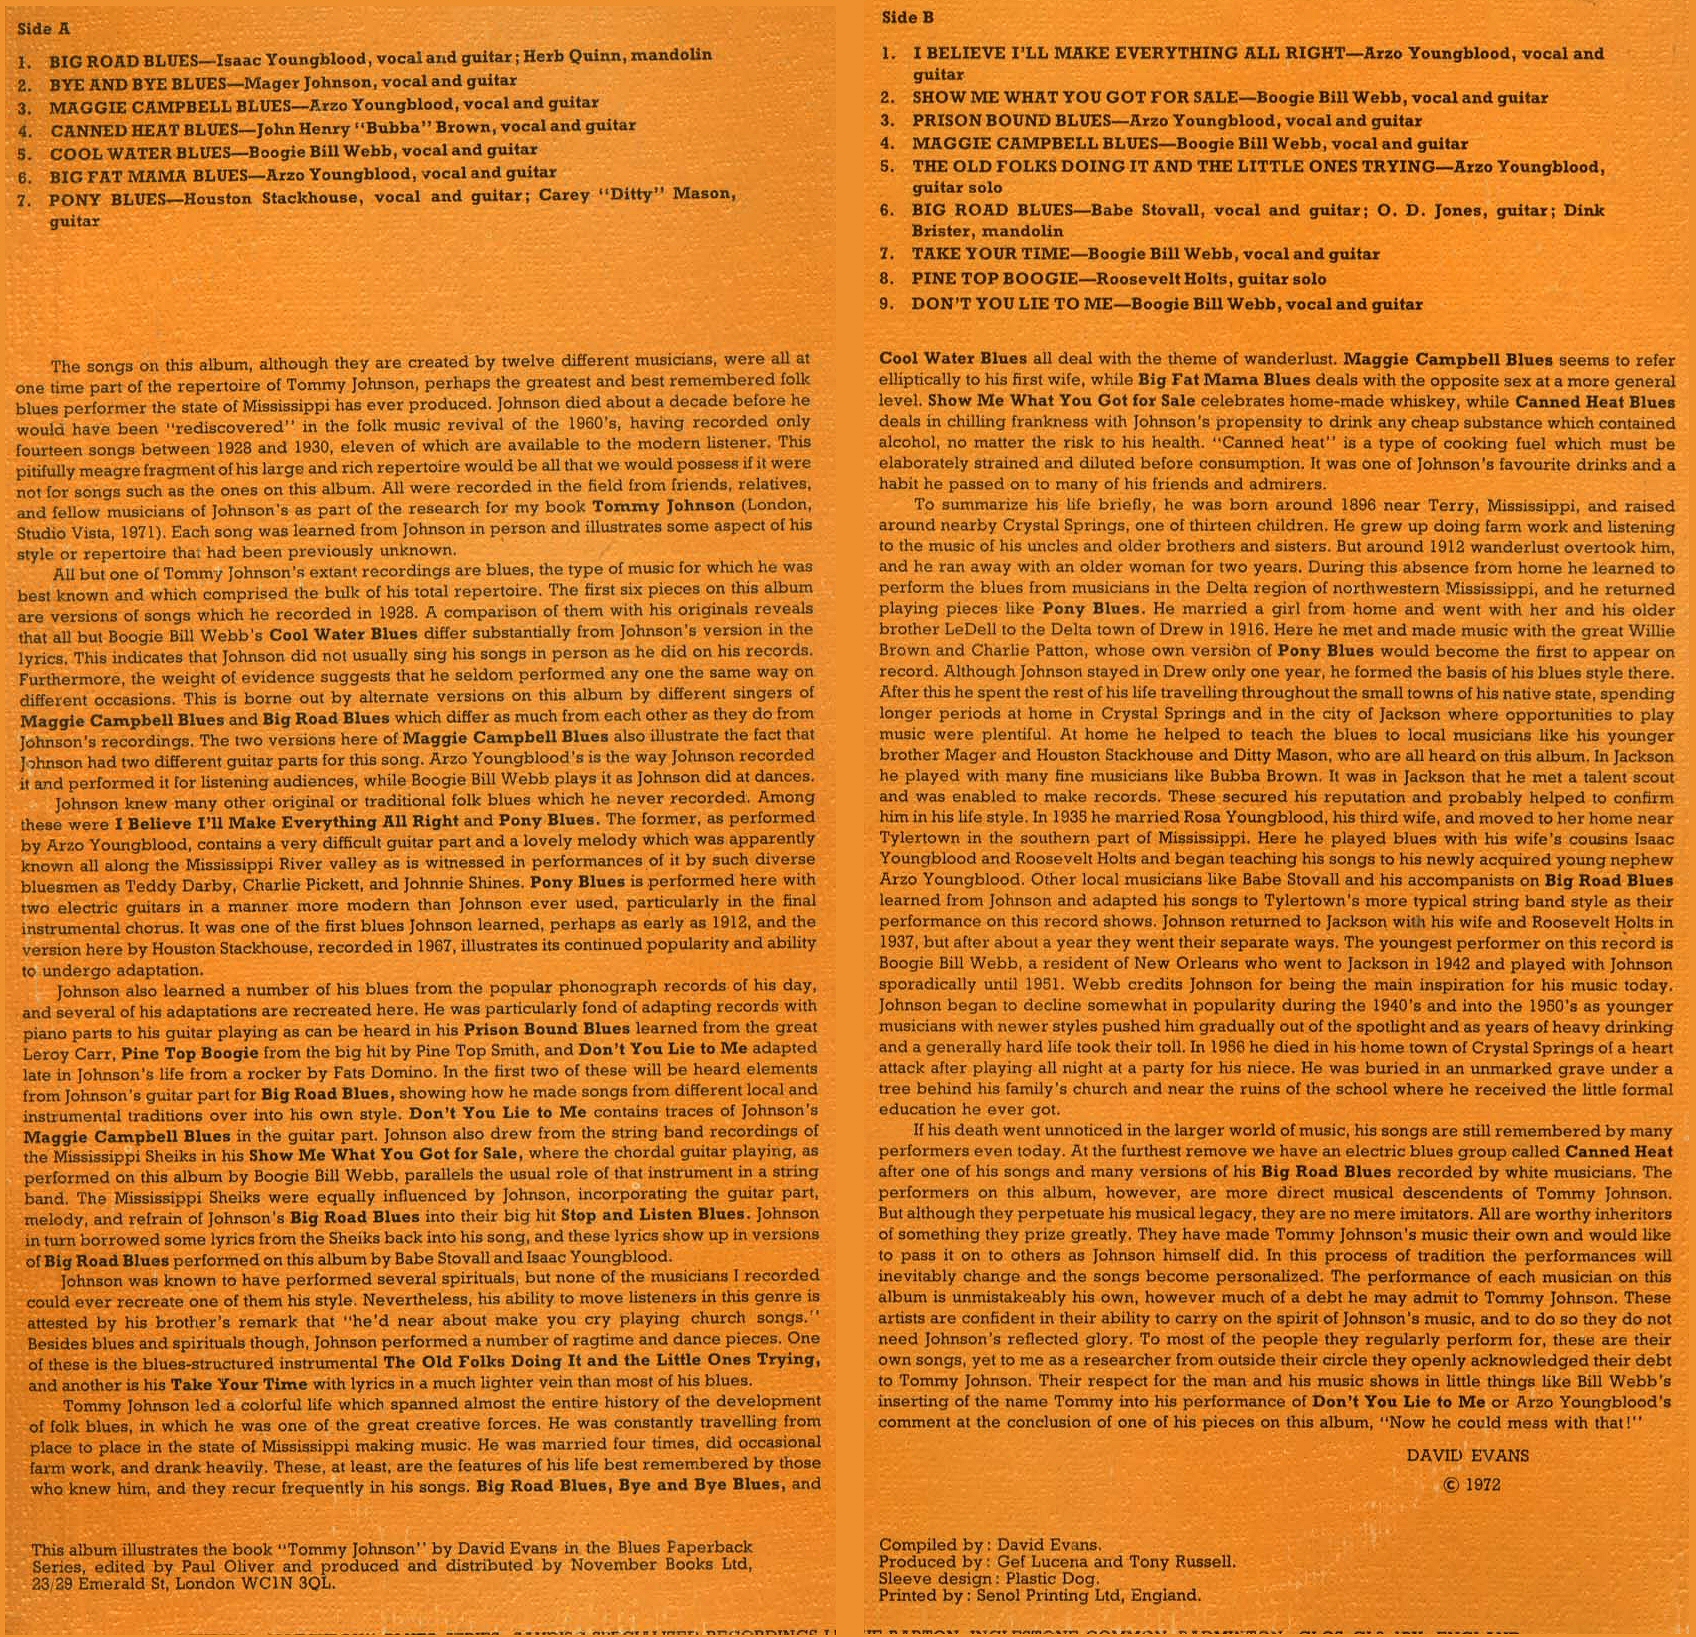 Side A
1. BIG ROAD BLUES—Isaac Youngblood, vocal and guitar; Herb Quinn, mandolin
2. BYE AND BYE BLUES—Mager Johnson, vocal and guitar
3. MAGGIE CAMPBELL BLUES—Arzo Youngblood, vocal and guitar
4. CANNED HEAT BLUES—John Henry "Bubba" Brown, vocal and guitar
5. COOL WATER BLUES—Boogie Bill Webb, vocal and guitar
6. BIG FAT MAMA BLUES—Arzo Youngblood, vocal and guitar
7. PONY BLUES—Houston Stackhouse, vocal and guitar; Carey "Ditty" Mason,
guitar
The songs on this album, although they are created by twelve different musicians, were all at
one time part of the repertoire of Tommy Johnson, perhaps the greatest and best remembered folk
blues performer the state of Mississippi has ever produced. Johnson died about a decade before he
would have been "rediscovered" in the folk music revival of the 1960's, having recorded only
fourteen songs between 1928 and 1930, eleven of which are available to the modern listener. This
pitifully meagre fragment of his large and rich repertoire would be all that we would possess if it were
not for songs such as the ones on this album. All were recorded in the field from friends, relatives,
and fellow musicians of Johnson's as part of the research for my book Tommy Johnson (London,
Studio Vista, 1971). Each song was learned from Johnson in person and illustrates some aspect of his
style or repertoire that had been previously unknown.
All but one of Tommy Johnson's extant recordings are blues, the type of music for which he was
best known and which comprised the bulk of his total repertoire. The first six pieces on this album
are versions of songs which he recorded in 1928. A comparison of them with his originals reveals
that all but Boogie Bill Webb's Cool Water Blues differ substantially from Johnson's version in the
lyrics. This indicates that Johnson did not usually sing his songs in person as he did on his records.
Furthermore, the weight of evidence suggests that he seldom performed any one the same way on
different occasions. This is borne out by alternate versions on this album by different singers of
Maggie Campbell Blues and Big Road Blues which differ as much from each other as they do from
Johnson's recordings. The two versions here of Maggie Campbell Blues also illustrate the fact that
Johnson had two different guitar parts for this song. Arzo Youngblood's is the way Johnson recorded
it and performed it for listening audiences, while Boogie Bill Webb plays it as Johnson did at dances.
Johnson knew many other original or traditional folk blues which he never recorded. Among
these were I Believe I'll Make Everything All Right and Pony Blues. The former, as performed
by Arzo Youngblood, contains a very difficult guitar part and a lovely melody which was apparently
known all along the Mississippi River valley as is witnessed in performances of it by such diverse
bluesmen as Teddy Darby, Charlie Pickett, and Johnnie Shines. Pony Blues is performed here with
two electric guitars in a manner more modern than Johnson ever used, particularly in the final
instrumental chorus. It was one of the first blues Johnson learned, perhaps as early as 1912, and the
version here by Houston Stackhouse, recorded in 1967, illustrates its continued popularity and ability
to undergo adaptation.
Johnson also learned a number of his blues from the popular phonograph records of his day,
and several of his adaptations are recreated here. He was particularly fond of adapting records with
piano parts to his guitar playing as can be heard in his Prison Bound Blues learned from the great
Leroy Carr, Pine Top Boogie from the big hit by Pine Top Smith, and Don't You Lie to Me adapted
late in Johnson's life from a rocker by Fats Domino. In the first two of these will be heard elements
from Johnson's guitar part for Big Road Blues, showing how he made songs from different local and
instrumental traditions over into his own style. Don't You Lie to Me contains traces of Johnson's
Maggie Campbell Blues in the guitar part. Johnson also drew from the string band recordings of
the Mississippi Sheiks in his Show Me What You Got for Sale, where the chordal guitar playing, as
performed on this album by Boogie Bill Webb, parallels the usual role of that instrument in a string
band. The Mississippi Sheiks were equally influenced by Johnson, incorporating the guitar part,
melody, and refrain of Johnson's Big Road Blues into their big hit Stop and Listen Blues. Johnson
in turn borrowed some lyrics from the Sheiks back into his song, and these lyrics show up in versions
of Big Road Blues performed on this album by Babe Stovall and Isaac Youngblood.
Johnson was known to have performed several spirituals, but none of the musicians I recorded
could ever recreate one of them his style. Nevertheless, his ability to move listeners in this genre is
attested by his brother's remark that "he'd near about make you cry playing church songs."
Besides blues and spirituals though, Johnson performed a number of ragtime and dance pieces. One
of these is the blues-structured instrumental The Old Folks Doing It and the Little Ones Trying,
and another is his Take Your Time with lyrics in a much lighter vein than most of his blues.
Tommy Johnson led a colorful life which spanned almost the entire history of the development
of folk blues, in which he was one of the great creative forces. He was constantly travelling from
place to place in the state of Mississippi making music. He was married four times, did occasional
farm work, and drank heavily. These, at least, are the features of his life best remembered by those
who knew him, and they recur frequently in his songs. Big Road Blues, Bye and Bye Blues, and
This album illustrates the book "Tommy Johnson" by David Evans in the Blues Paperback
Series, edited by Paul Oliver and produced and distributed by November Books Ltd,
23/29 Emerald St, London WC1N 3QL.
Side B
1. I BELIEVE I'LL MAKE EVERYTHING ALL RIGHT—Arzo Youngblood, vocal and
guitar
2. SHOW ME WHAT YOU GOT FOR SALE—Boogie Bill Webb, vocal and guitar
3. PRISON BOUND BLUES—Arzo Youngblood, vocal and guitar
4. MAGGIE CAMPBELL BLUES—Boogie Bill Webb, vocal and guitar
5. THE OLD FOLKS DOING IT AND THE LITTLE ONES TRYING—Arzo Youngblood,
guitar solo
6. BIG ROAD BLUES—Babe Stovall, vocal and guitar; O. D. Jones, guitar; Dink
Brister, mandolin
7. TAKE YOUR TIME—Boogie Bill Webb, vocal and guitar
8. PINE TOP BOOGIE—Roosevelt Holts, guitar solo
9. DON'T YOU LIE TO ME—Boogie Bill Webb, vocal and guitar
Cool Water Blues all deal with the theme of wanderlust. Maggie Campbell Blues seems to refer
elliptically to his first wife, while Big Fat Mama Blues deals with the opposite sex at a more general
level. Show Me What You Got for Sale celebrates home-made whiskey, while Canned Heat Blues
deals in chilling frankness with Johnson's propensity to drink any cheap substance which contained
alcohol, no matter the risk to his health. "Canned heat" is a type of cooking fuel which must be
elaborately strained and diluted before consumption. It was one of Johnson's favourite drinks and a
habit he passed on to many of his friends and admirers.
To summarize his life briefly, he was born around 1896 near Terry, Mississippi, and raised
around nearby Crystal Springs, one of thirteen children. He grew up doing farm work and listening
to the music of his uncles and older brothers and sisters. But around 1912 wanderlust overtook him,
and he ran away with an older woman for two years. During this absence from home he learned to
perform the blues from musicians in the Delta region of northwestern Mississippi, and he returned
playing pieces like Pony Blues. He married a girl from home and went with her and his older
brother LeDell to the Delta town of Drew in 1916. Here he met and made music with the great Willie
Brown and Charlie Patton, whose own version of Pony Blues would become the first to appear on
record. Although Johnson stayed in Drew only one year, he formed the basis of his blues style there.
After this he spent the rest of his life travelling throughout the small towns of his native state, spending
longer periods at home in Crystal Springs and in the city of Jackson where opportunities to play
music were plentiful. At home he helped to teach the blues to local musicians like his younger
brother Mager and Houston Stackhouse and Ditty Mason, who are all heard on this album. In Jackson
he played with many fine musicians like Bubba Brown. It was in Jackson that he met a talent scout
and was enabled to make records. These secured his reputation and probably helped to confirm
him in his life style. In 1935 he married Rosa Youngblood, his third wife, and moved to her home near
Tylertown in the southern part of Mississippi. Here he played blues with his wife's cousins Isaac
Youngblood and Roosevelt Holts and began teaching his songs to his newly acquired young nephew
Arzo Youngblood. Other local musicians like Babe Stovall and his accompanists on Big Road Blues
learned from Johnson and adapted his songs to Tylertown's more typical string band style as their
performance on this record shows. Johnson returned to Jackson with his wife and Roosevelt Holts in
1937, but after about a year they went their separate ways. The youngest performer on this record is
Boogie Bill Webb, a resident of New Orleans who went to Jackson in 1942 and played with Johnson
sporadically until 1951. Webb credits Johnson for being the main inspiration for his music today.
Johnson began to decline somewhat in popularity during the 1940's and into the 1950's as younger
musicians with newer styles pushed him gradually out of the spotlight and as years of heavy drinking
and a generally hard life took their toll. In 1956 he died in his home town of Crystal Springs of a heart
attack after playing all night at a party for his niece. He was buried in an unmarked grave under a
tree behind his family's church and near the ruins of the school where he received the little formal
education he ever got.
If his death went unnoticed in the larger world of music, his songs are still remembered by many
performers even today. At the furthest remove we have an electric blues group called Canned Heat
after one of his songs and many versions of his Big Road Blues recorded by white musicians. The
performers on this album, however, are more direct musical descendents of Tommy Johnson.
But although they perpetuate his musical legacy, they are no mere imitators. All are worthy inheritors
of something they prize greatly. They have made Tommy Johnson's music their own and would like
to pass it on to others as Johnson himself did. In this process of tradition the performances will
inevitably change and the songs become personalized. The performance of each musician on this
album is unmistakeably his own, however much of a debt he may admit to Tommy Johnson. These
artists are confident in their ability to carry on the spirit of Johnson's music, and to do so they do not
need Johnson's reflected glory. To most of the people they regularly perform for, these are their
own songs, yet to me as a researcher from outside their circle they openly acknowledged their debt
to Tommy Johnson. Their respect for the man and his music shows in little things like Bill Webb's
inserting of the name Tommy into his performance of Don't You Lie to Me or Arzo Youngblood's
comment at the conclusion of one of his pieces on this album, "Now he could mess with that!"
DAVID EVANS
© 1972
Compiled by: David Evans.
Produced by: Gef Lucena and Tony Russell.
Sleeve design: Plastic Dog.
Printed by: Senol Printing Ltd, England.